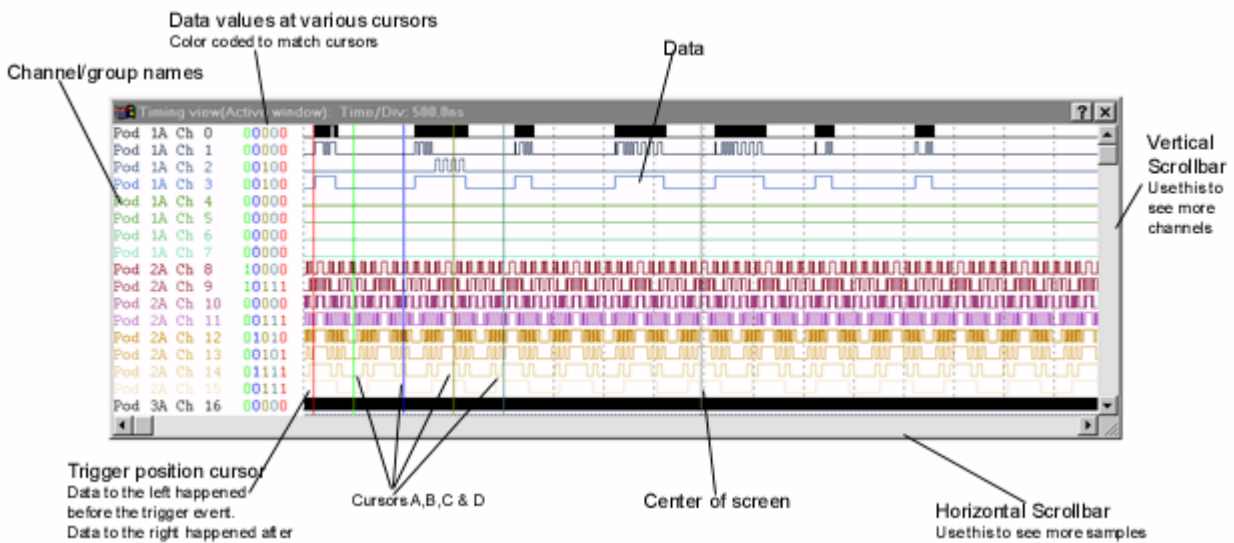 Data values at various cursors
Color coded to match cursors
Data
Channel/group names
Timing view(Active window): Time/Div: 500.0ns
Pod 1A Ch 0 00000
Pod 1A Ch 1 00000
Pod 1A Ch 2 00100
Pod 1A Ch 3 00100
Pod 1A Ch 4 00000
Pod 1A Ch 5 00000
Pod 1A Ch 6 00000
Pod 1A Ch 7 00000
Pod 2A Ch 8 10000
Pod 2A Ch 9 10111
Pod 2A Ch 10 00000
Pod 2A Ch 11 00111
Pod 2A Ch 12 01010
Pod 2A Ch 13 00101
Pod 2A Ch 14 01111
Pod 2A Ch 15 00111
Pod 3A Ch 16 00000
Vertical
Scrollbar
Usethis to
see more
channels
Trigger position cursor
Data to the left happened
before the trigger event.
Data to the right happened after
Cursors A,B,C & D
Center of screen
Horizontal Scrollbar
Usethis to see more samples